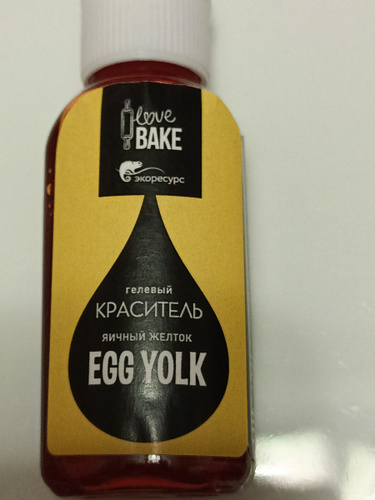 love
BAKE
экоресурс
гелевый
КРАСИТЕЛЬ
ЯИЧНЫЙ ЖЕЛТОК
EGG YOLK